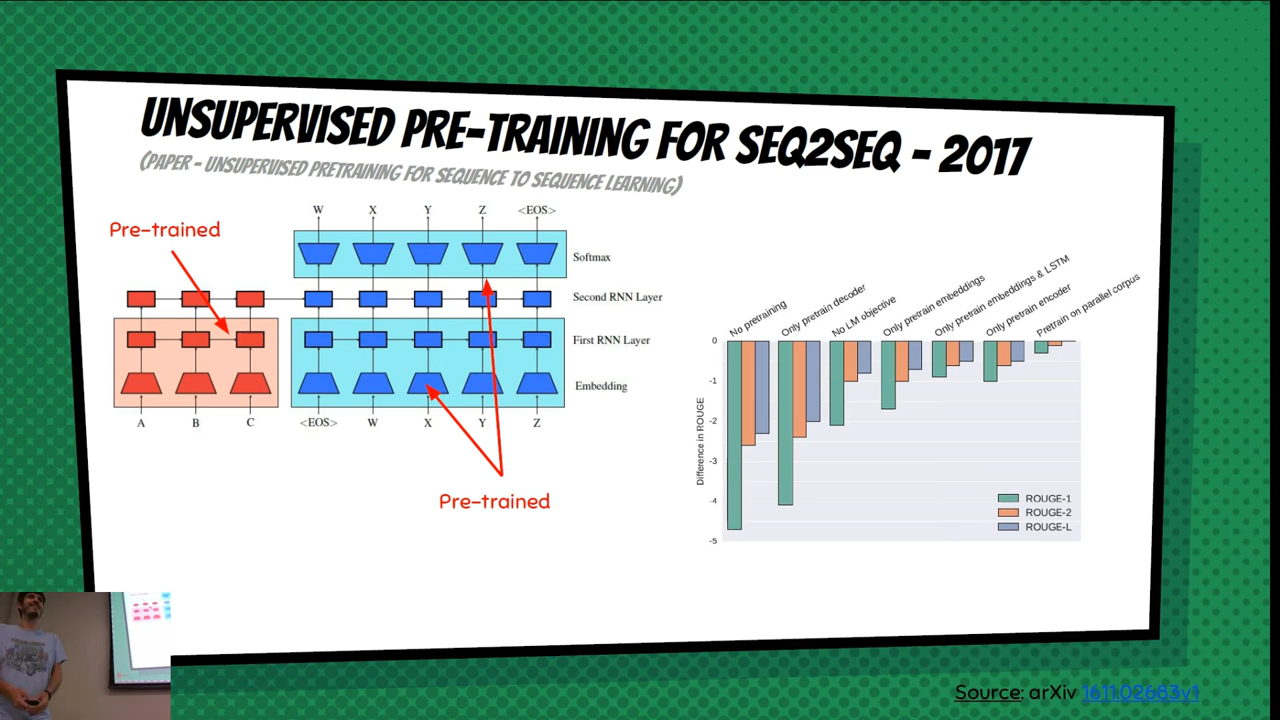 UNSUPERVISED PRE-TRAINING FOR SEQ2SEQ - 2017
(PAPER - UNSUPERVISED PRETRAINING FOR SEQUENCE TO SEQUENCE LEARNING)
Pre-trained
W X Y Z <EOS>
Softmax
Second RNN Layer
First RNN Layer
Embedding
A B C <EOS> W X Y Z
Pre-trained
No pretraining
Only pretrain decoder
No LM objective
Only pretrain embeddings
Only pretrain embeddings & LSTM
Only pretrain encoder
Pretrain on parallel corpus
Difference in ROUGE
0
-1
-2
-3
-4
-5
ROUGE-1
ROUGE-2
ROUGE-L
Source: arXiv 1611.02683v1